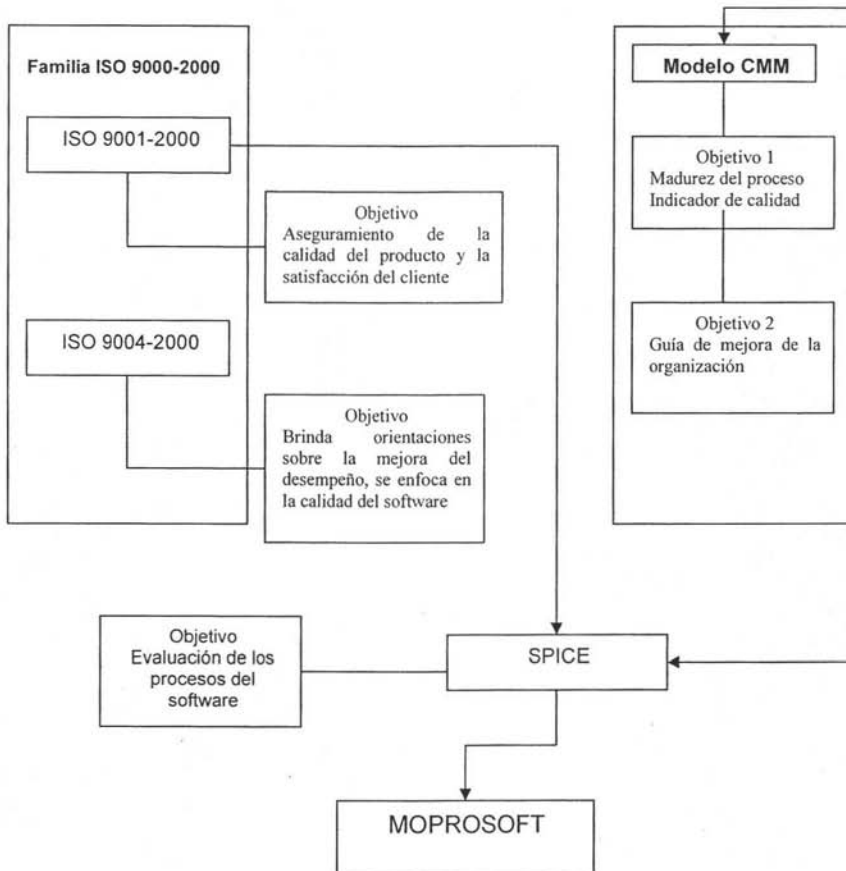 Familia ISO 9000-2000
ISO 9001-2000
Objetivo
Aseguramiento de la
calidad del producto y la
satisfacción del cliente
ISO 9004-2000
Objetivo
Brinda orientaciones
sobre la mejora del
desempeño, se enfoca en
la calidad del software
Modelo CMM
Objetivo 1
Madurez del proceso
Indicador de calidad
Objetivo 2
Guía de mejora de la
organización
Objetivo
Evaluación de los
procesos del
software
SPICE
MOPROSOFT